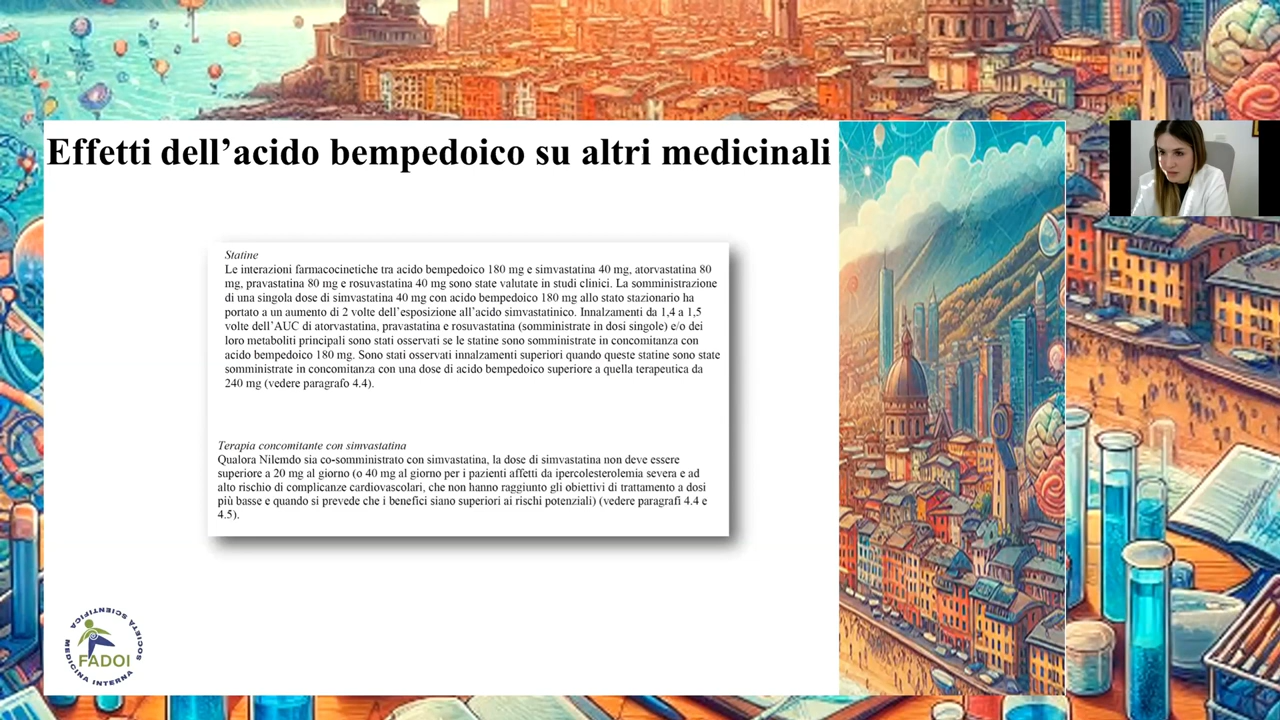 Effetti dell’acido bempedoico su altri medicinali
Statine
Le interazioni farmacocinetiche tra acido bempedoico 180 mg e simvastatina 40 mg, atorvastatina 80
mg, pravastatina 80 mg e rosuvastatina 40 mg sono state valutate in studi clinici. La somministrazione
di una singola dose di simvastatina 40 mg con acido bempedoico 180 mg allo stato stazionario ha
portato a un aumento di 2 volte dell’esposizione all’acido simvastatinico. Innalzamenti da 1,4 a 1,5
volte dell’AUC di atorvastatina, pravastatina e rosuvastatina (somministrate in dosi singole) e/o dei
loro metaboliti principali sono stati osservati se le statine sono somministrate in concomitanza con
acido bempedoico 180 mg. Sono stati osservati innalzamenti superiori quando queste statine sono state
somministrate in concomitanza con una dose di acido bempedoico superiore a quella terapeutica da
240 mg (vedere paragrafo 4.4).
Terapia concomitante con simvastatina
Qualora Nilemdo sia co-somministrato con simvastatina, la dose di simvastatina non deve essere
superiore a 20 mg al giorno (o 40 mg al giorno per i pazienti affetti da ipercolesterolemia severa e ad
alto rischio di complicanze cardiovascolari, che non hanno raggiunto gli obiettivi di trattamento a dosi
più basse e quando si prevede che i benefici siano superiori ai rischi potenziali) (vedere paragrafi 4.4 e
4.5).
SOCIETÀ SCIENTIFICA
FADOI
MEDICINA INTERNA